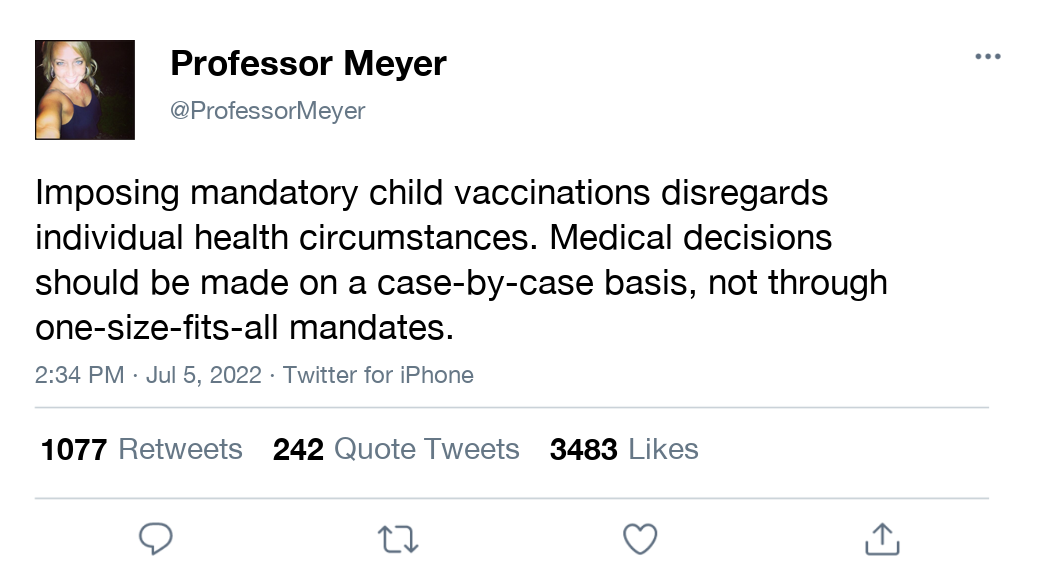 Professor Meyer
@ProfessorMeyer
Imposing mandatory child vaccinations disregards
individual health circumstances. Medical decisions
should be made on a case-by-case basis, not through
one-size-fits-all mandates.
2:34 PM · Jul 5, 2022 · Twitter for iPhone
1077 Retweets 242 Quote Tweets 3483 Likes